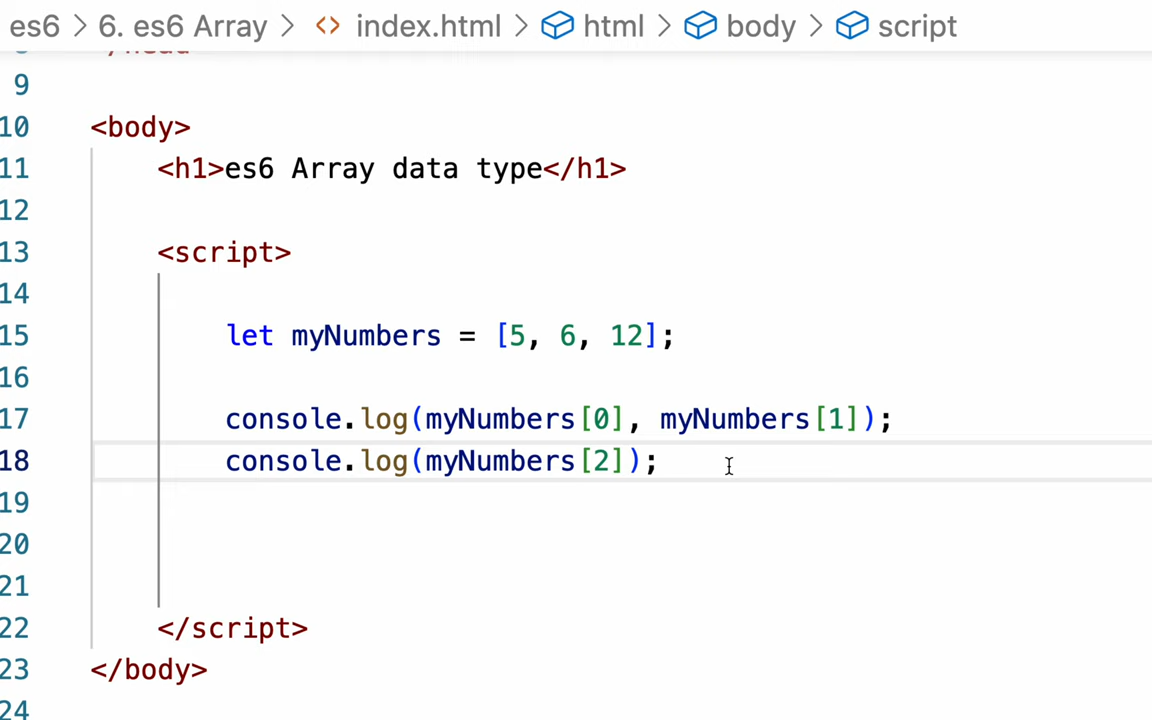 es6 > 6. es6 Array > <> index.html > html > body > script
9
10 <body>
11 <h1>es6 Array data type</h1>
12
13 <script>
14
15 let myNumbers = [5, 6, 12];
16
17 console.log(myNumbers[0], myNumbers[1]);
18 console.log(myNumbers[2]);
19
20
21
22 </script>
23 </body>
24